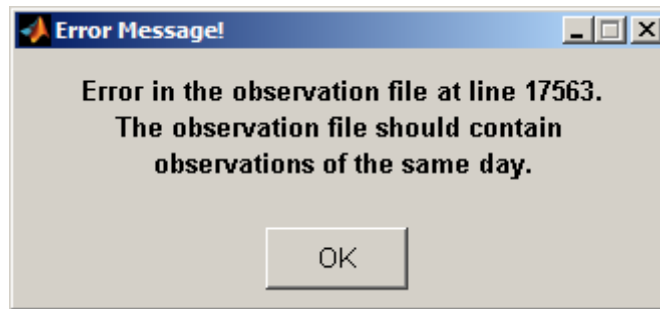 Error Message!
Error in the observation file at line 17563.
The observation file should contain
observations of the same day.
OK